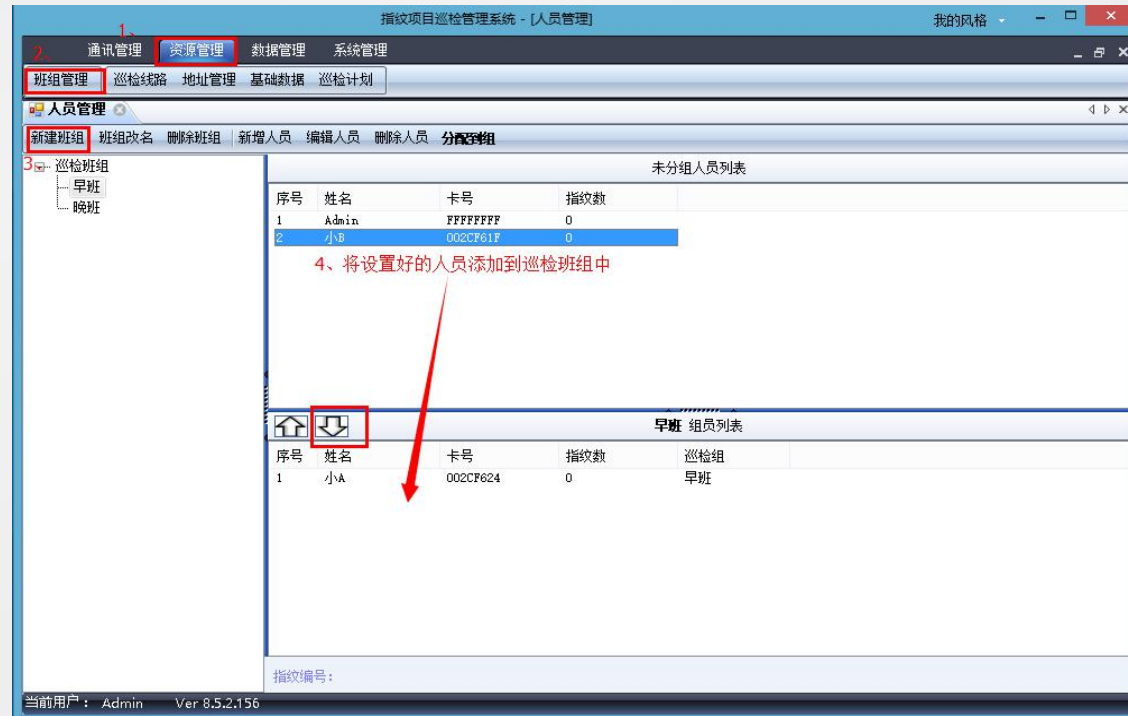 指纹项目巡检管理系统 - [人员管理]
我的风格
1、
2、
通讯管理 资源管理 数据管理 系统管理
班组管理 巡检线路 地址管理 基础数据 巡检计划
人员管理
新建班组 班组改名 删除班组 新增人员 编辑人员 删除人员 分配到组
3
巡检班组
早班
晚班
未分组人员列表
序号 姓名 卡号 指纹数
1 Admin FFFFFFFF 0
2 小B 002CF61F 0
4、将设置好的人员添加到巡检班组中
早班 组员列表
序号 姓名 卡号 指纹数 巡检组
1 小A 002CF624 0 早班
指纹编号:
当前用户: Admin Ver 8.5.2.156